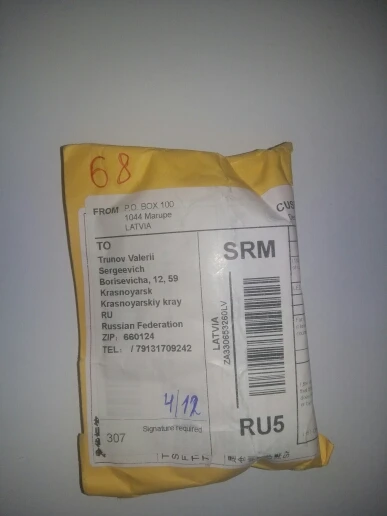 68
FROM P.O. BOX 100
1044 Marupe
LATVIA
TO
Trunov Valerii
Sergeevich
Borisevicha, 12, 59
Krasnoyarsk
Krasnoyarskiy kray
RU
Russian Federation
ZIP: 660124
TEL: / 79131709242
4/12
Signature required
307
SRM
LATVIA
ZA330653260LV
RU5